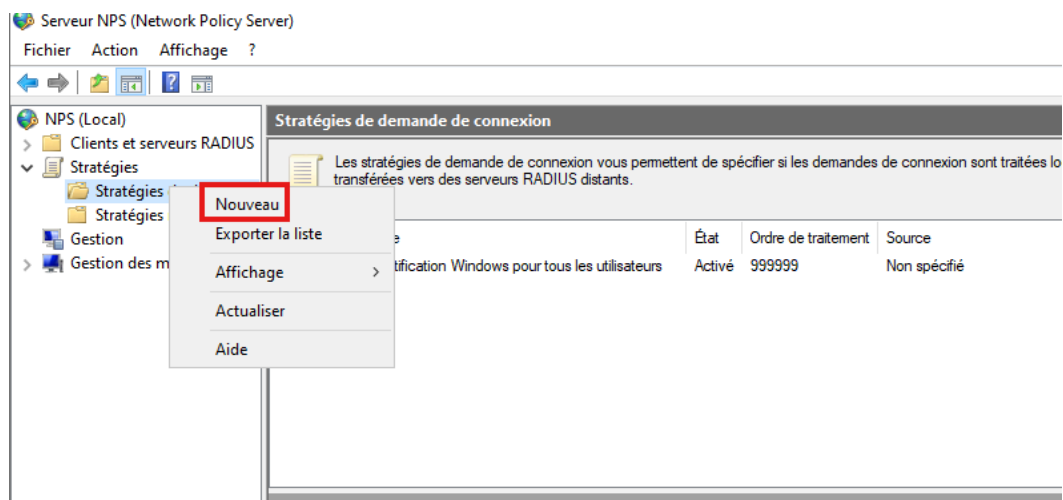 Serveur NPS (Network Policy Server)
Fichier Action Affichage ?
NPS (Local)
Clients et serveurs RADIUS
Stratégies
Stratégies
Stratégies
Gestion
Gestion des m
Nouveau
Exporter la liste
Affichage
Actualiser
Aide
Stratégies de demande de connexion
Les stratégies de demande de connexion vous permettent de spécifier si les demandes de connexion sont traitées lo
transférées vers des serveurs RADIUS distants.
État Ordre de traitement Source
tification Windows pour tous les utilisateurs Activé 999999 Non spécifié